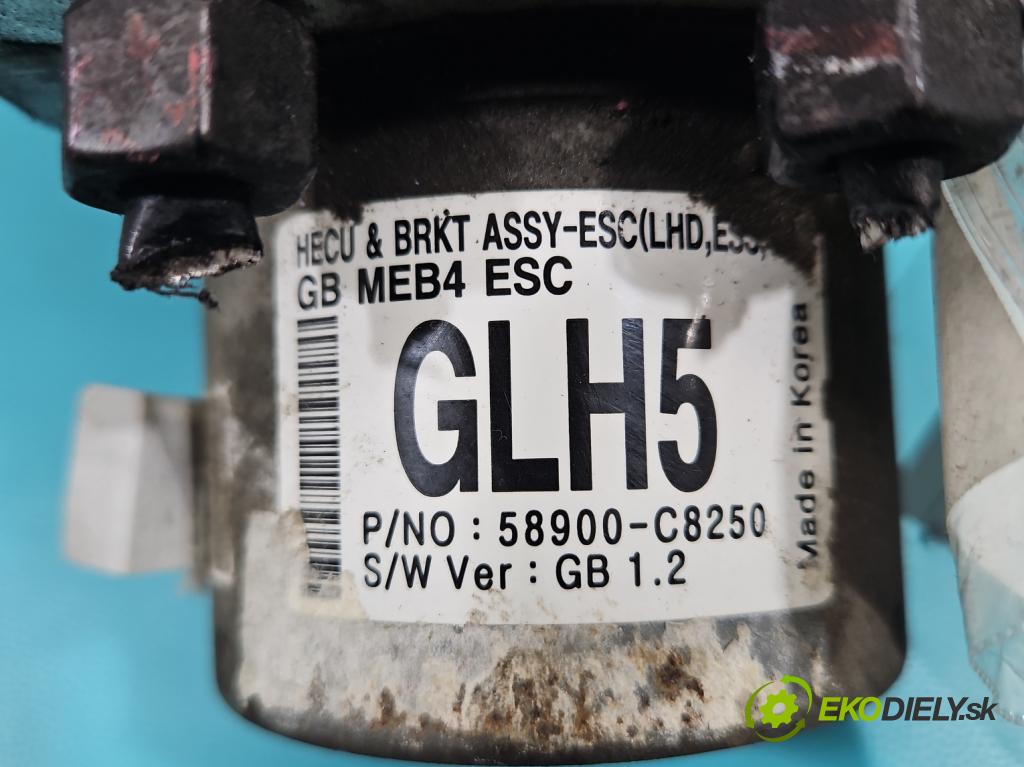 HECU & BRKT ASSY-ESC(LHD,
GB MEB4 ESC
GLH5
P/NO : 58900-C8250
S/W Ver : GB 1.2
Made in Korea
EKODIELY.sk